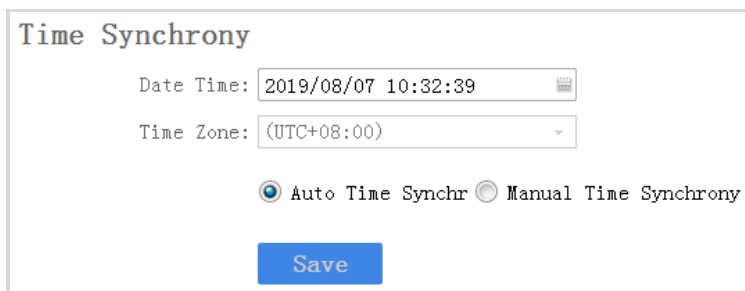 Time Synchrony
Date Time: 2019/08/07 10:32:39
Time Zone: (UTC+08:00)
Auto Time Synchr Manual Time Synchrony
Save